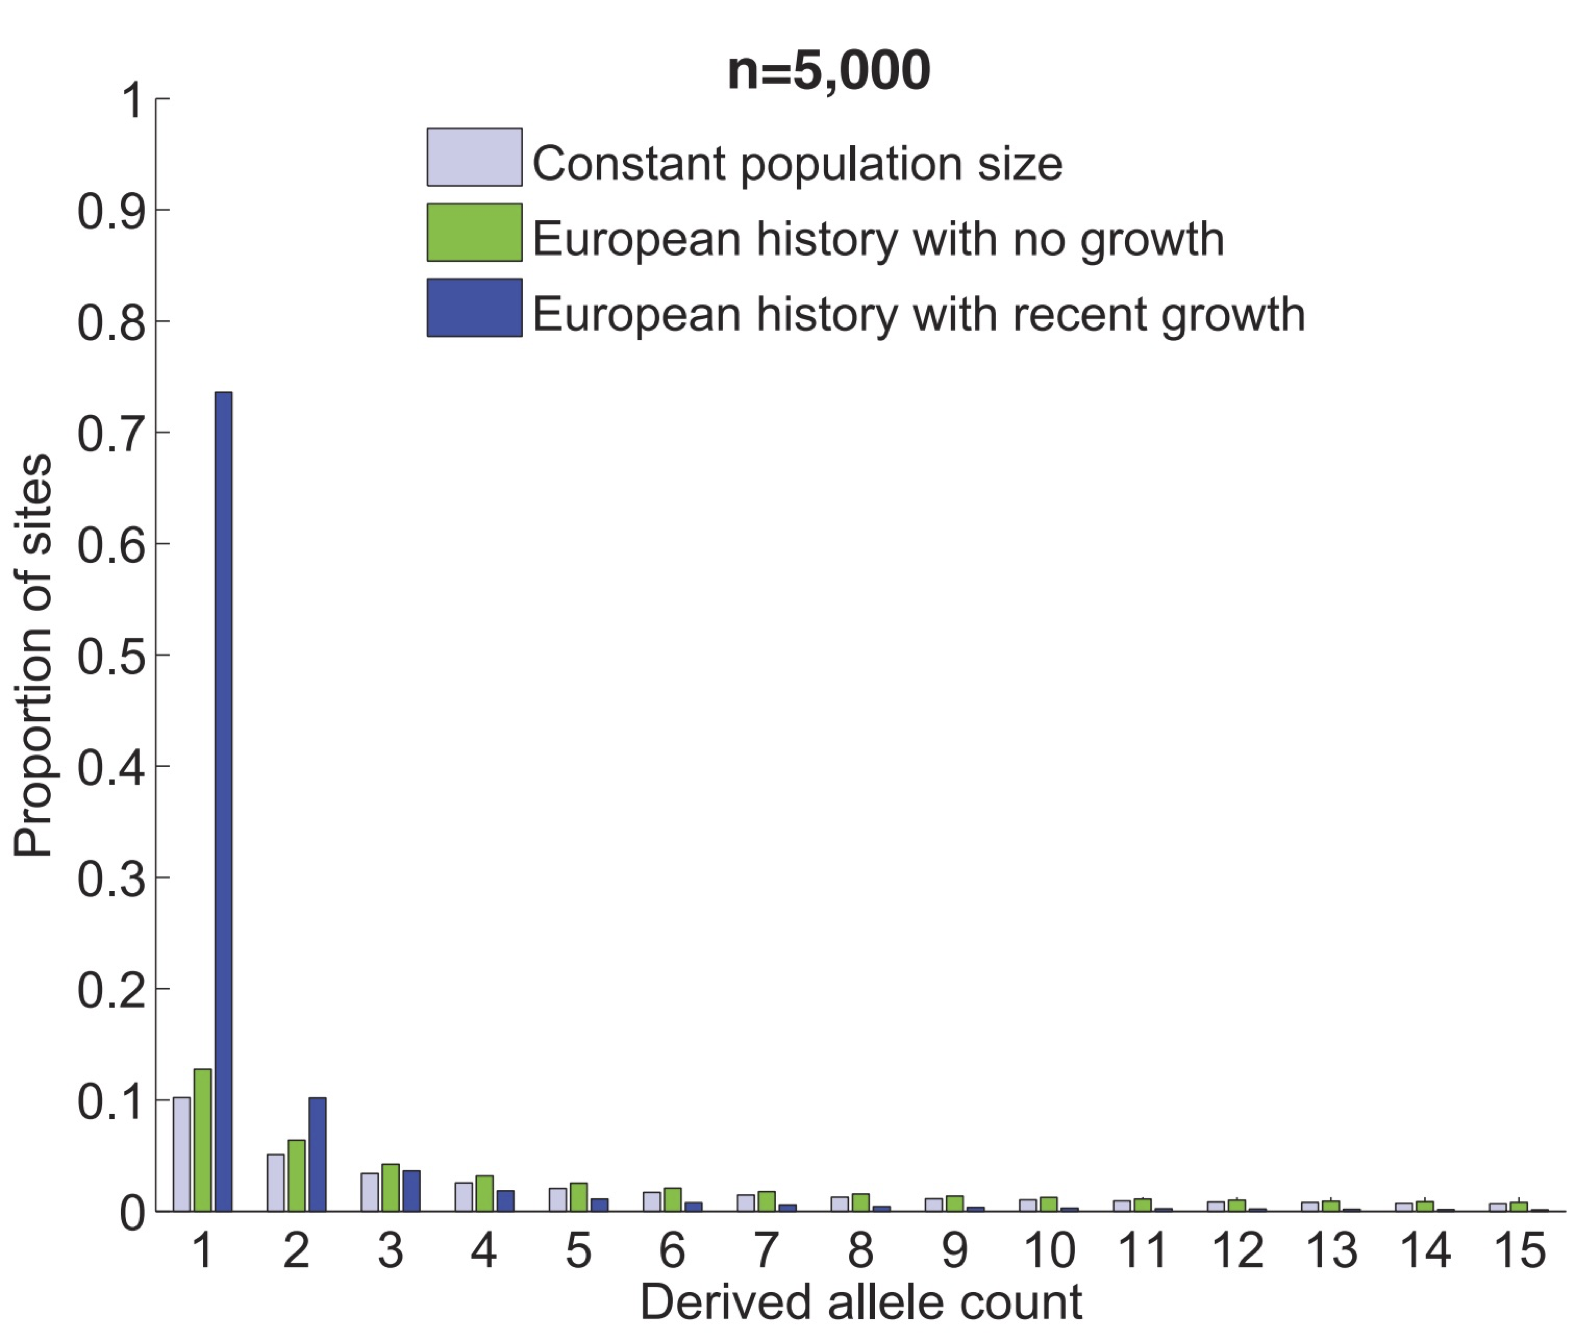 n=5,000
Constant population size
European history with no growth
European history with recent growth
Proportion of sites
1
0.9
0.8
0.7
0.6
0.5
0.4
0.3
0.2
0.1
0
1 2 3 4 5 6 7 8 9 10 11 12 13 14 15
Derived allele count